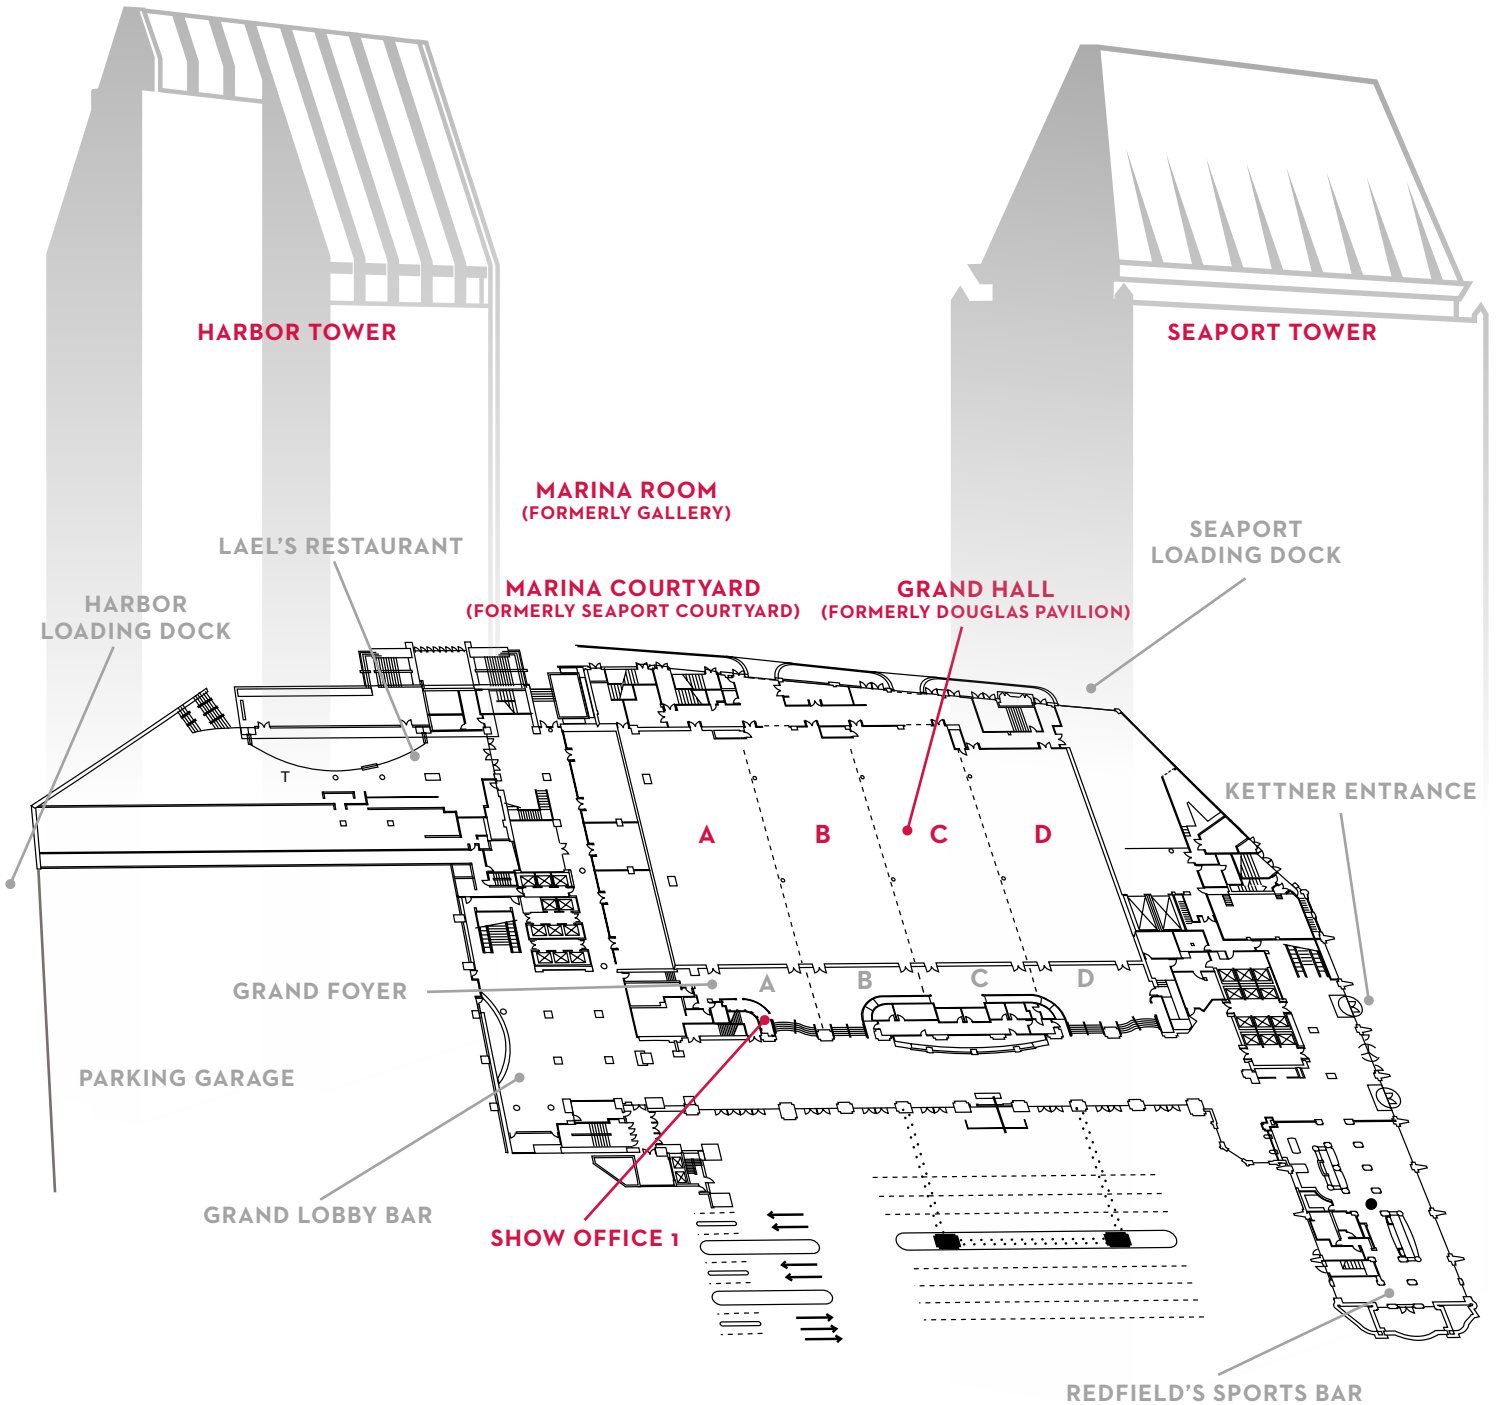 HARBOR TOWER
SEAPORT TOWER
MARINA ROOM
(FORMERLY GALLERY)
LAEL'S RESTAURANT
SEAPORT
LOADING DOCK
MARINA COURTYARD
(FORMERLY SEAPORT COURTYARD)
GRAND HALL
(FORMERLY DOUGLAS PAVILION)
HARBOR
LOADING DOCK
T
KETTNER ENTRANCE
A
B
C
D
GRAND FOYER
A
B
C
D
PARKING GARAGE
GRAND LOBBY BAR
SHOW OFFICE 1
REDFIELD'S SPORTS BAR